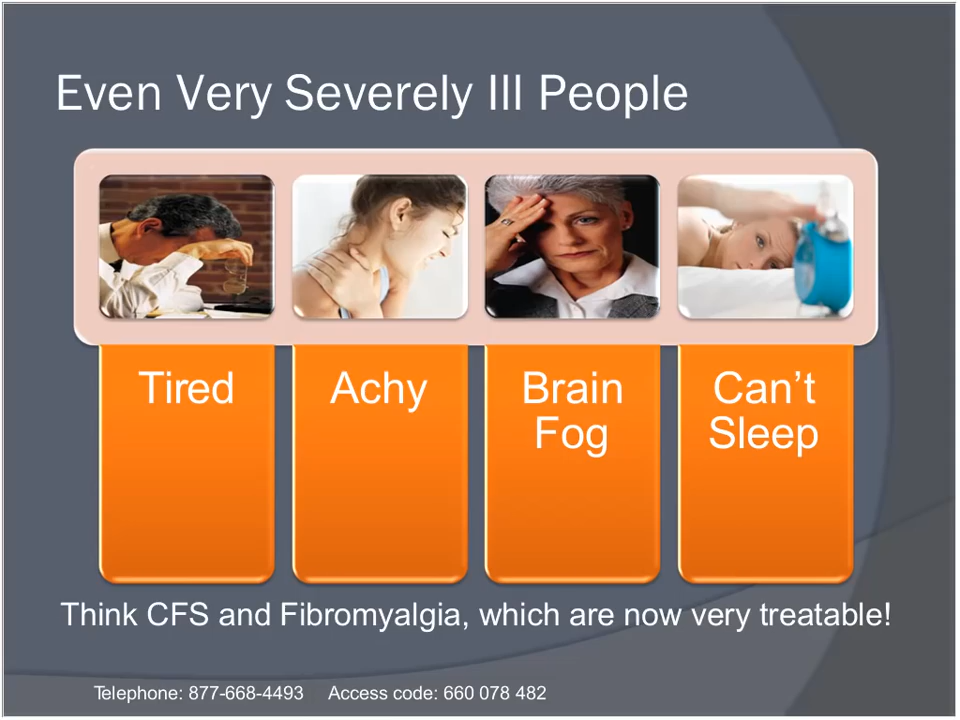 Even Very Severely Ill People
Tired
Achy
Brain
Fog
Can’t
Sleep
Think CFS and Fibromyalgia, which are now very treatable!
Telephone: 877-668-4493 Access code: 660 078 482